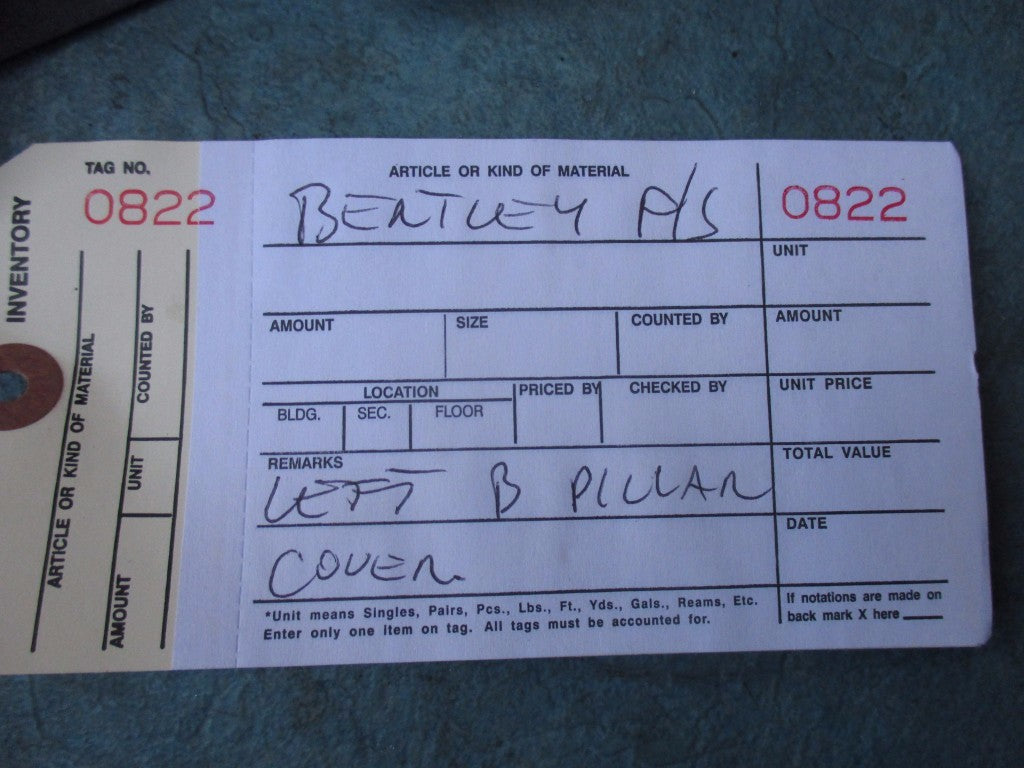 TAG NO.
0822
INVENTORY
ARTICLE OR KIND OF MATERIAL
COUNTED BY
UNIT
AMOUNT
ARTICLE OR KIND OF MATERIAL
BENTLEY
0822
UNIT
AMOUNT
SIZE
COUNTED BY
AMOUNT
LOCATION
PRICED BY
CHECKED BY
UNIT PRICE
BLDG.
SEC.
FLOOR
REMARKS
TOTAL VALUE
LEFT B PILLAR
DATE
COVER
*Unit means Singles, Pairs, Pcs., Lbs., Ft., Yds., Gals., Reams, Etc.
Enter only one item on tag. All tags must be accounted for.
If notations are made on
back mark X here